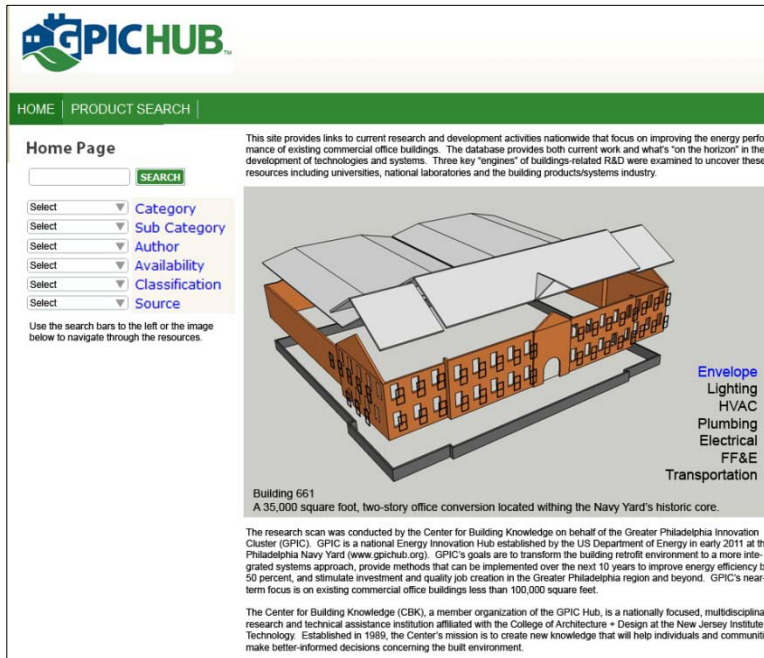 GPICHUB™
HOME
PRODUCT SEARCH
Home Page
SEARCH
Select Category
Select Sub Category
Select Author
Select Availability
Select Classification
Select Source
Use the search bars to the left or the image
below to navigate through the resources.
This site provides links to current research and development activities nationwide that focus on improving the energy perfo
mance of existing commercial office buildings. The database provides both current work and what's "on the horizon" in the
development of technologies and systems. Three key "engines" of buildings-related R&D were examined to uncover these
resources including universities, national laboratories and the building products/systems industry.
Envelope
Lighting
HVAC
Plumbing
Electrical
FF&E
Transportation
Building 661
A 35,000 square foot, two-story office conversion located withing the Navy Yard's historic core.
The research scan was conducted by the Center for Building Knowledge on behalf of the Greater Philadelphia Innovation
Cluster (GPIC). GPIC is a national Energy Innovation Hub established by the US Department of Energy in early 2011 at th
Philadelphia Navy Yard (www.gpichub.org). GPIC's goals are to transform the building retrofit environment to a more inte-
grated systems approach, provide methods that can be implemented over the next 10 years to improve energy efficiency b
50 percent, and stimulate investment and quality job creation in the Greater Philadelphia region and beyond. GPIC's near-
term focus is on existing commercial office buildings less than 100,000 square feet.
The Center for Building Knowledge (CBK), a member organization of the GPIC Hub, is a nationally focused, multidisciplina
research and technical assistance institution affiliated with the College of Architecture + Design at the New Jersey Institute
Technology. Established in 1989, the Center's mission is to create new knowledge that will help individuals and communiti
make better-informed decisions concerning the built environment.